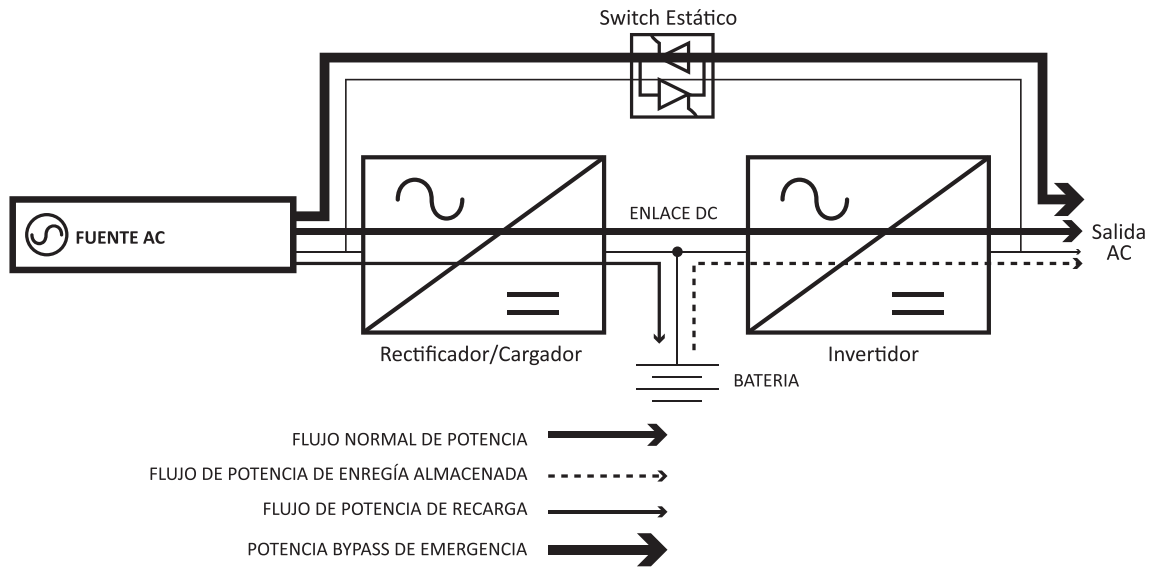 Switch Estático
FUENTE AC
ENLACE DC
Salida
AC
Rectificador/Cargador
Invertidor
BATERIA
FLUJO NORMAL DE POTENCIA
FLUJO DE POTENCIA DE ENREGÍA ALMACENADA
FLUJO DE POTENCIA DE RECARGA
POTENCIA BYPASS DE EMERGENCIA